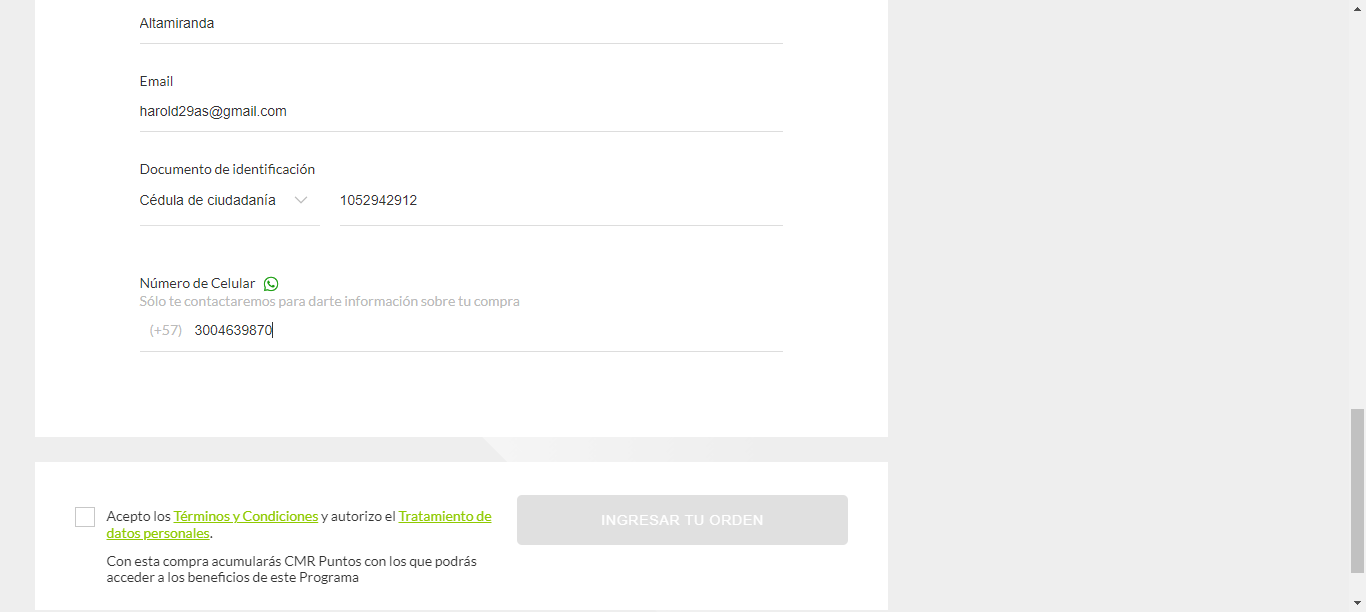 Altamiranda
Email
harold29as@gmail.com
Documento de identificación
Cédula de ciudadanía 1052942912
Número de Celular
Sólo te contactaremos para darte información sobre tu compra
(+57) 3004639870
Acepto los Términos y Condiciones y autorizo el Tratamiento de
datos personales.
Con esta compra acumularás CMR Puntos con los que podrás
acceder a los beneficios de este Programa
INGRESAR TU ORDEN